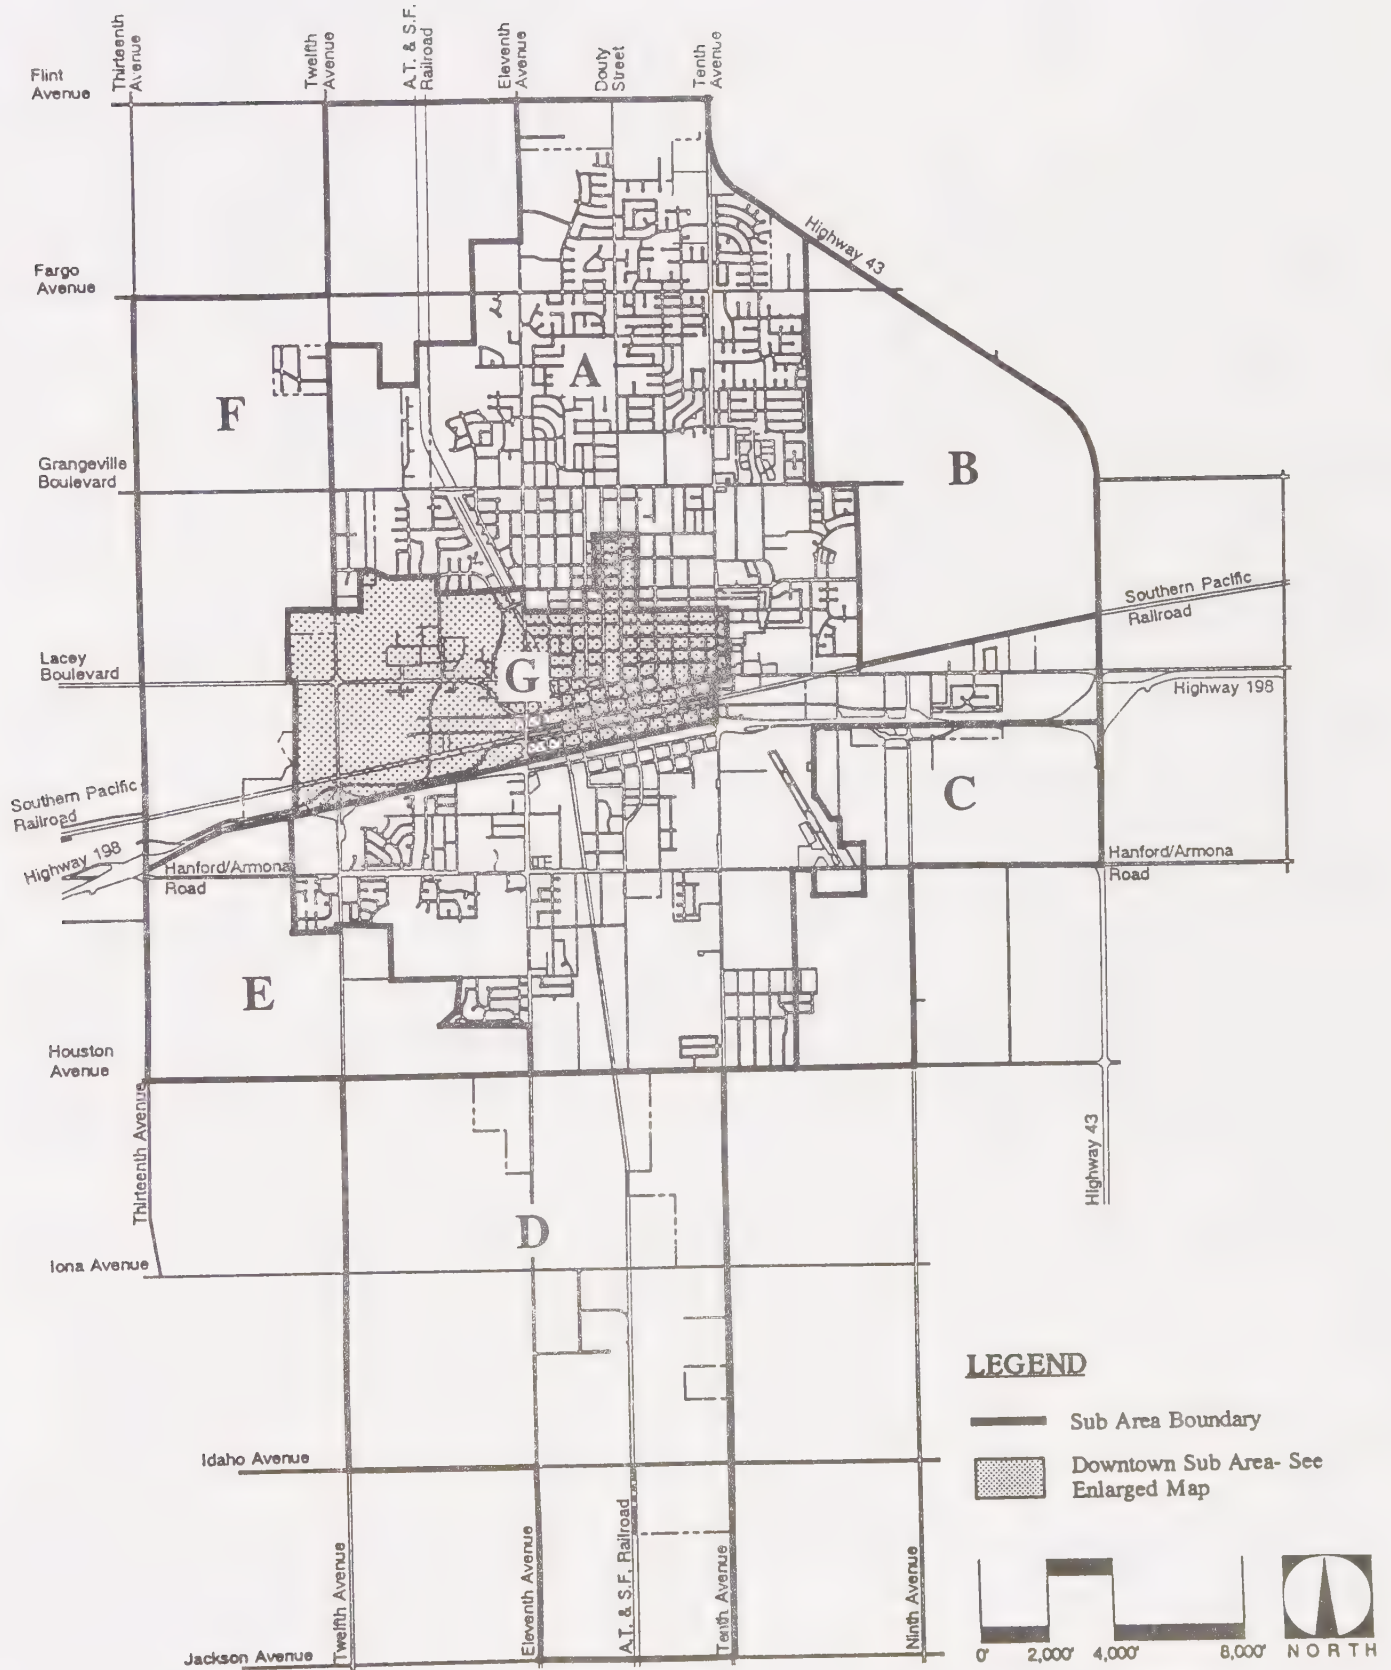 Thirteenth
Avenue
Twelfth
Avenue
A.T. & S.F.
Railroad
Eleventh
Avenue
Douty
Street
Tenth
Avenue
Flint
Avenue
Highway 43
Fargo
Avenue
A
F
B
Grangeville
Boulevard
Southern Pacific
Railroad
Lacey
Boulevard
G
Highway 198
C
Southern Pacific
Railroad
Highway 198
Hanford/Armona
Road
Hanford/Armona
Road
E
Houston
Avenue
Thirteenth Avenue
Highway 43
D
Iona Avenue
LEGEND
Sub Area Boundary
Downtown Sub Area- See
Enlarged Map
Idaho Avenue
Twelfth Avenue
Eleventh Avenue
A.T. & S.F. Railroad
Tenth Avenue
Ninth Avenue
Jackson Avenue
0'
2,000'
4,000'
8,000'
NORTH